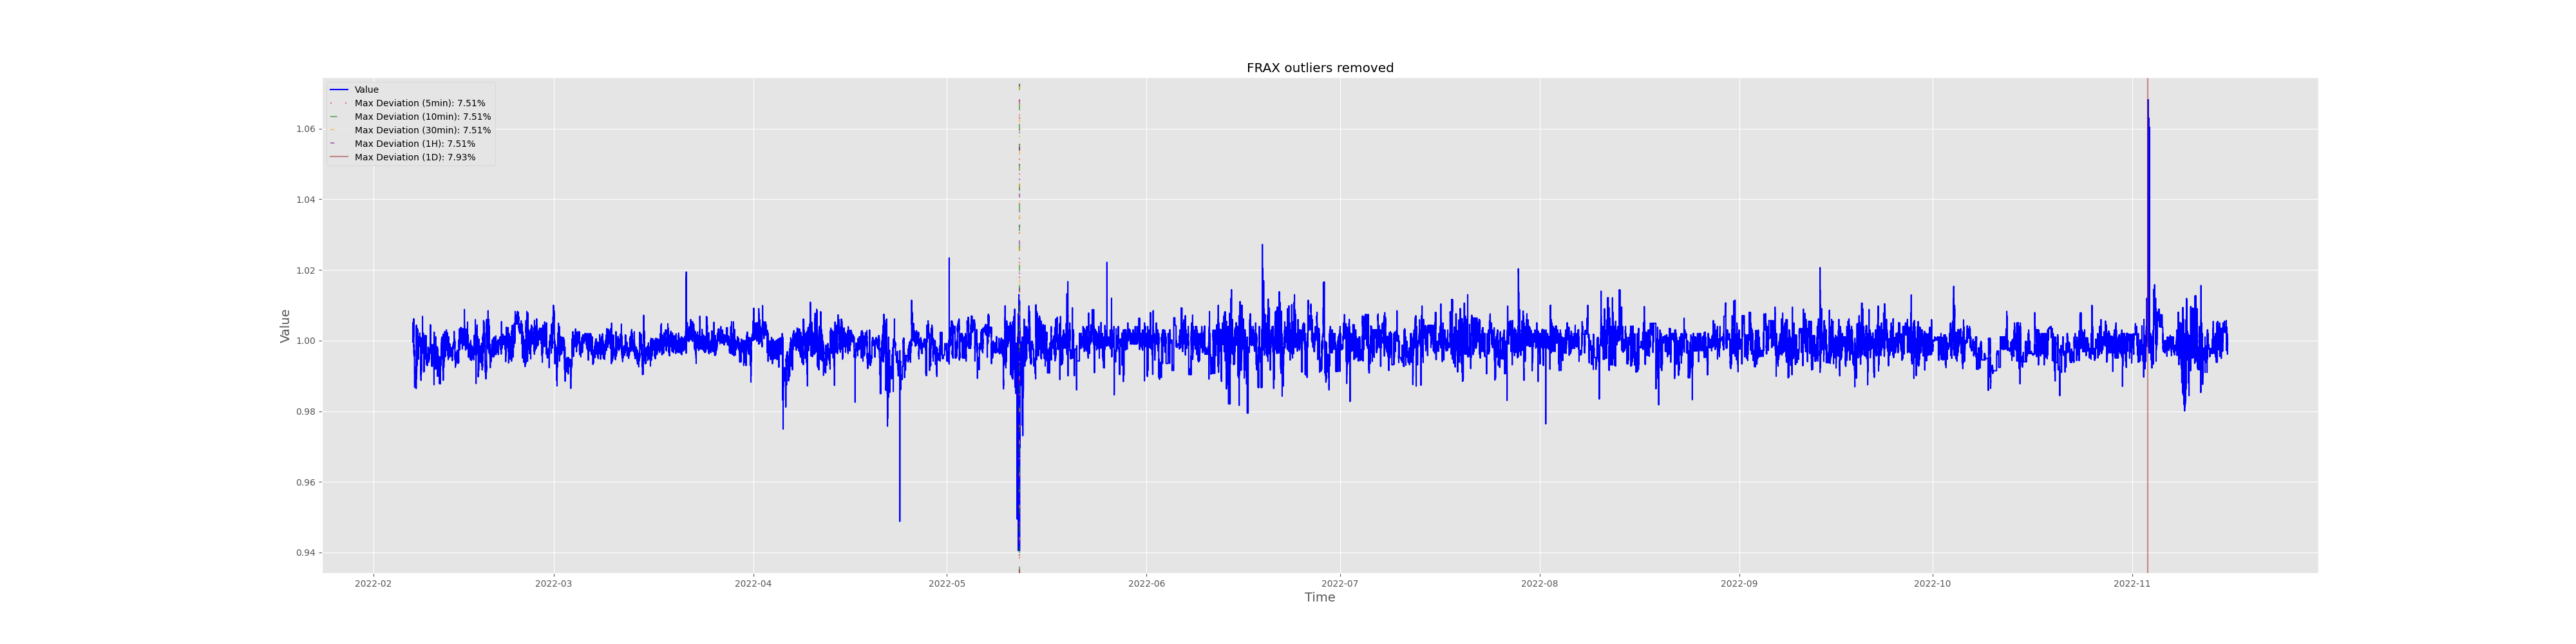 FRAX outliers removed
Value
Max Deviation (5min): 7.51%
Max Deviation (10min): 7.51%
Max Deviation (30min): 7.51%
Max Deviation (1H): 7.51%
Max Deviation (1D): 7.93%
1.06
1.04
1.02
1.00
0.98
0.96
0.94
Value
2022-02 2022-03 2022-04 2022-05 2022-06 2022-07 2022-08 2022-09 2022-10 2022-11
Time